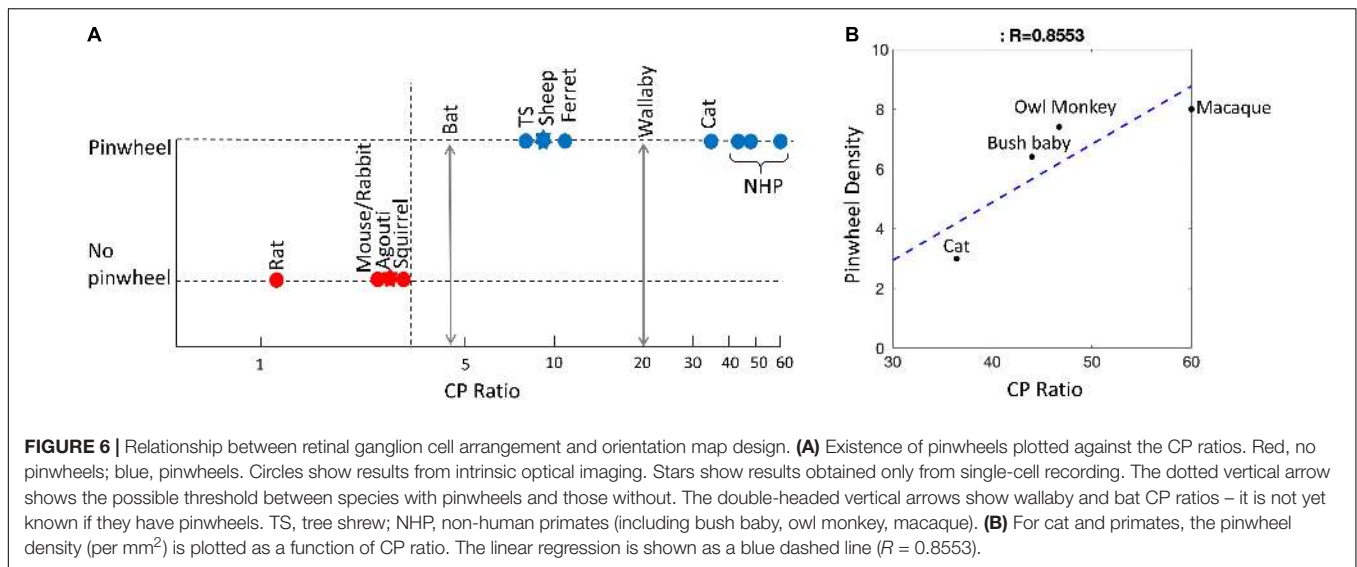 A
Pinwheel
No
pinwheel
Rat
Mouse/Rabbit
Agouti
Squirrel
Bat
TS
Sheep
Ferret
Wallaby
Cat
NHP
1
5
10
20
30
40
50
60
CP Ratio
B
: R=0.8553
Pinwheel Density
10
8
6
4
2
0
Owl Monkey
Macaque
Bush baby
Cat
30
40
50
60
CP Ratio
FIGURE 6 | Relationship between retinal ganglion cell arrangement and orientation map design. (A) Existence of pinwheels plotted against the CP ratios. Red, no
pinwheels; blue, pinwheels. Circles show results from intrinsic optical imaging. Stars show results obtained only from single-cell recording. The dotted vertical arrow
shows the possible threshold between species with pinwheels and those without. The double-headed vertical arrows show wallaby and bat CP ratios – it is not yet
known if they have pinwheels. TS, tree shrew; NHP, non-human primates (including bush baby, owl monkey, macaque). (B) For cat and primates, the pinwheel
density (per mm²) is plotted as a function of CP ratio. The linear regression is shown as a blue dashed line (R = 0.8553).